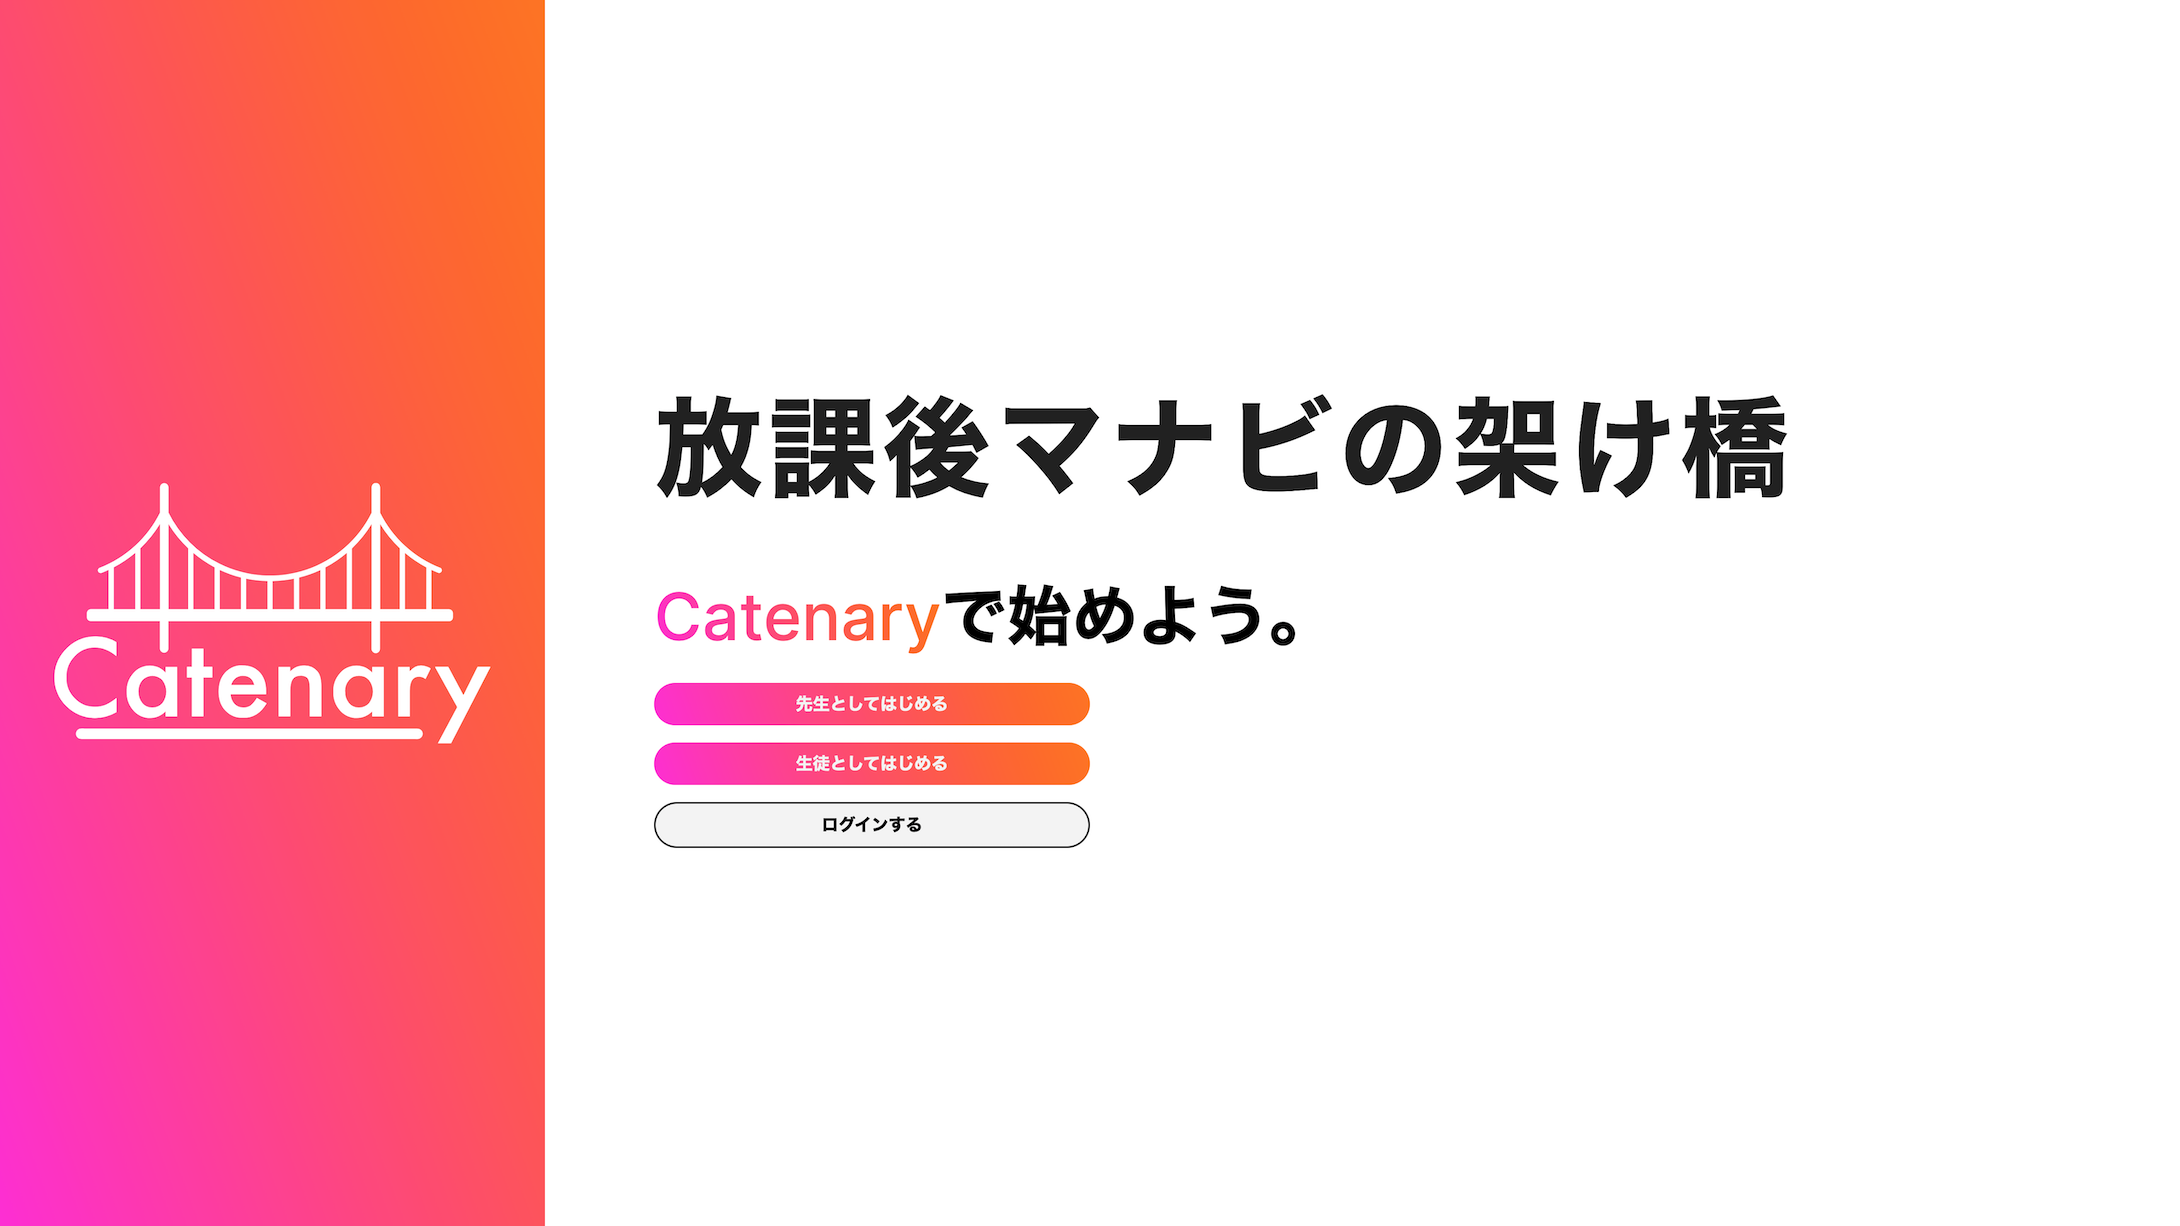 Catenary
放課後マナビの架け橋
Catenaryで始めよう。
先生としてはじめる
生徒としてはじめる
ログインする